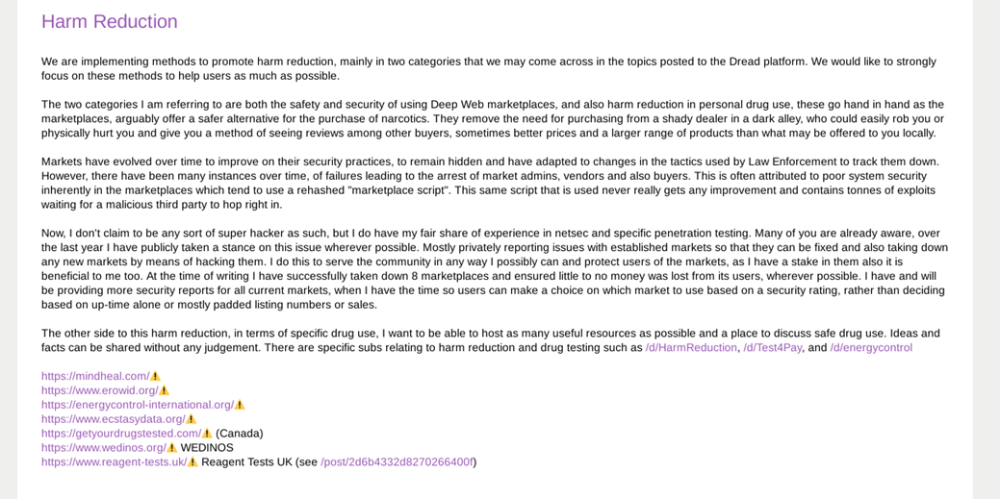 Harm Reduction
We are implementing methods to promote harm reduction, mainly in two categories that we may come across in the topics posted to the Dread platform. We would like to strongly
focus on these methods to help users as much as possible.
The two categories I am referring to are both the safety and security of using Deep Web marketplaces, and also harm reduction in personal drug use, these go hand in hand as the
marketplaces, arguably offer a safer alternative for the purchase of narcotics. They remove the need for purchasing from a shady dealer in a dark alley, who could easily rob you or
physically hurt you and give you a method of seeing reviews among other buyers, sometimes better prices and a larger range of products than what may be offered to you locally.
Markets have evolved over time to improve on their security practices, to remain hidden and have adapted to changes in the tactics used by Law Enforcement to track them down.
However, there have been many instances over time, of failures leading to the arrest of market admins, vendors and also buyers. This is often attributed to poor system security
inherently in the marketplaces which tend to use a rehashed "marketplace script". This same script that is used never really gets any improvement and contains tonnes of exploits
waiting for a malicious third party to hop right in.
Now, I don't claim to be any sort of super hacker as such, but I do have my fair share of experience in netsec and specific penetration testing. Many of you are already aware, over
the last year I have publicly taken a stance on this issue wherever possible. Mostly privately reporting issues with established markets so that they can be fixed and also taking down
any new markets by means of hacking them. I do this to serve the community in any way I possibly can and protect users of the markets, as I have a stake in them also it is
beneficial to me too. At the time of writing I have successfully taken down 8 marketplaces and ensured little to no money was lost from its users, wherever possible. I have and will
be providing more security reports for all current markets, when I have the time so users can make a choice on which market to use based on a security rating, rather than deciding
based on up-time alone or mostly padded listing numbers or sales.
The other side to this harm reduction, in terms of specific drug use, I want to be able to host as many useful resources as possible and a place to discuss safe drug use. Ideas and
facts can be shared without any judgement. There are specific subs relating to harm reduction and drug testing such as /d/HarmReduction, /d/Test4Pay, and /d/energycontrol
https://mindheal.com/⚠
https://www.erowid.org/⚠
https://energycontrol-international.org/⚠
https://www.ecstasydata.org/⚠
https://getyourdrugstested.com/⚠ (Canada)
https://www.wedinos.org/⚠ WEDINOS
https://www.reagent-tests.uk/⚠ Reagent Tests UK (see /post/2d6b4332d8270266400f)